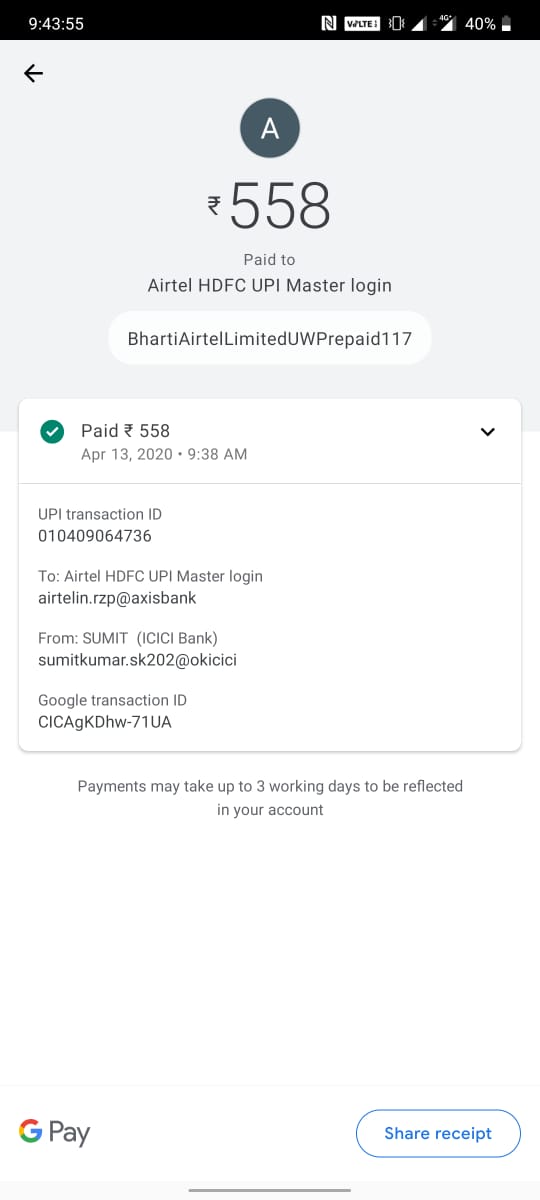 9:43:55
VoLTE 4G+ 40%
A
₹558
Paid to
Airtel HDFC UPI Master login
BhartiAirtelLimitedUWPrepaid117
Paid ₹ 558
Apr 13, 2020 • 9:38 AM
UPI transaction ID
010409064736
To: Airtel HDFC UPI Master login
airtelin.rzp@axisbank
From: SUMIT (ICICI Bank)
sumitkumar.sk202@okicici
Google transaction ID
CICAgKDhw-71UA
Payments may take up to 3 working days to be reflected
in your account
G Pay
Share receipt